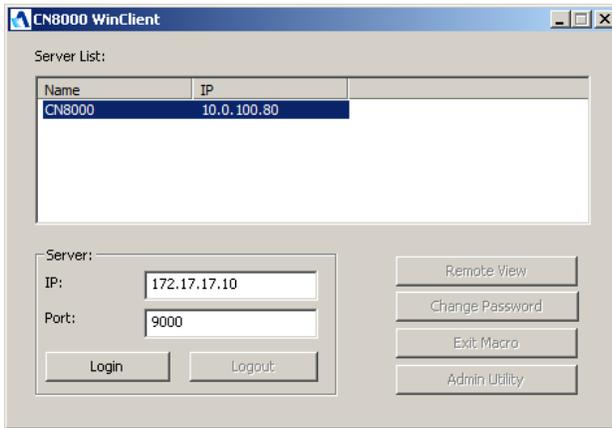 CN8000 WinClient
Server List:
Name IP
CN8000 10.0.100.80
Server:
IP: 172.17.17.10
Port: 9000
Login Logout
Remote View
Change Password
Exit Macro
Admin Utility